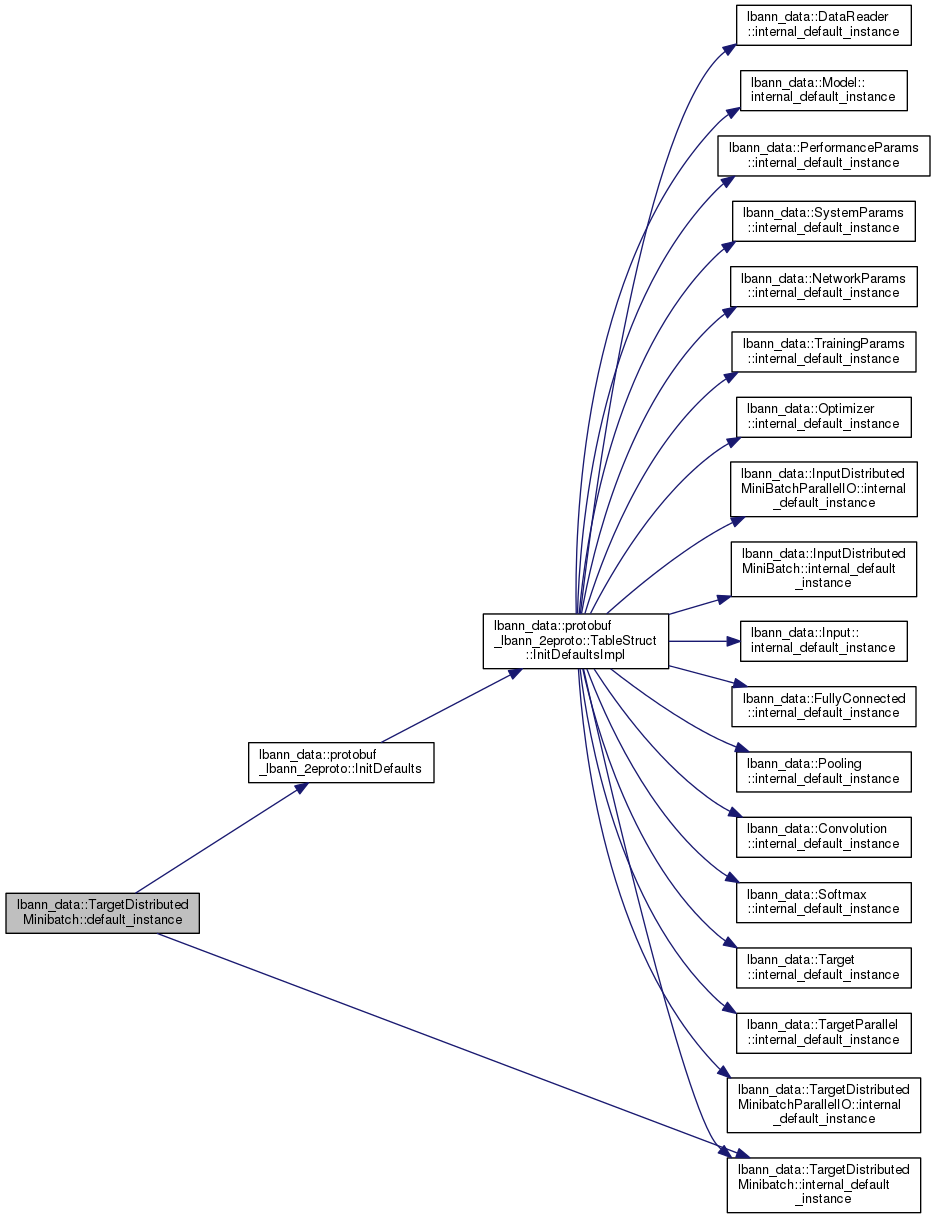 lbann_data::DataReader
::internal_default_instance
lbann_data::Model::
internal_default_instance
lbann_data::PerformanceParams
::internal_default_instance
lbann_data::SystemParams
::internal_default_instance
lbann_data::NetworkParams
::internal_default_instance
lbann_data::TrainingParams
::internal_default_instance
lbann_data::Optimizer
::internal_default_instance
lbann_data::InputDistributed
MiniBatchParallelIO::internal
_default_instance
lbann_data::InputDistributed
MiniBatch::internal_default
_instance
lbann_data::protobuf
_lbann_2eproto::TableStruct
::InitDefaultsImpl
lbann_data::Input::
internal_default_instance
lbann_data::FullyConnected
::internal_default_instance
lbann_data::protobuf
_lbann_2eproto::InitDefaults
lbann_data::Pooling
::internal_default_instance
lbann_data::Convolution
::internal_default_instance
lbann_data::TargetDistributed
Minibatch::default_instance
lbann_data::Softmax
::internal_default_instance
lbann_data::Target
::internal_default_instance
lbann_data::TargetParallel
::internal_default_instance
lbann_data::TargetDistributed
MinibatchParallelIO::internal
_default_instance
lbann_data::TargetDistributed
Minibatch::internal_default
_instance